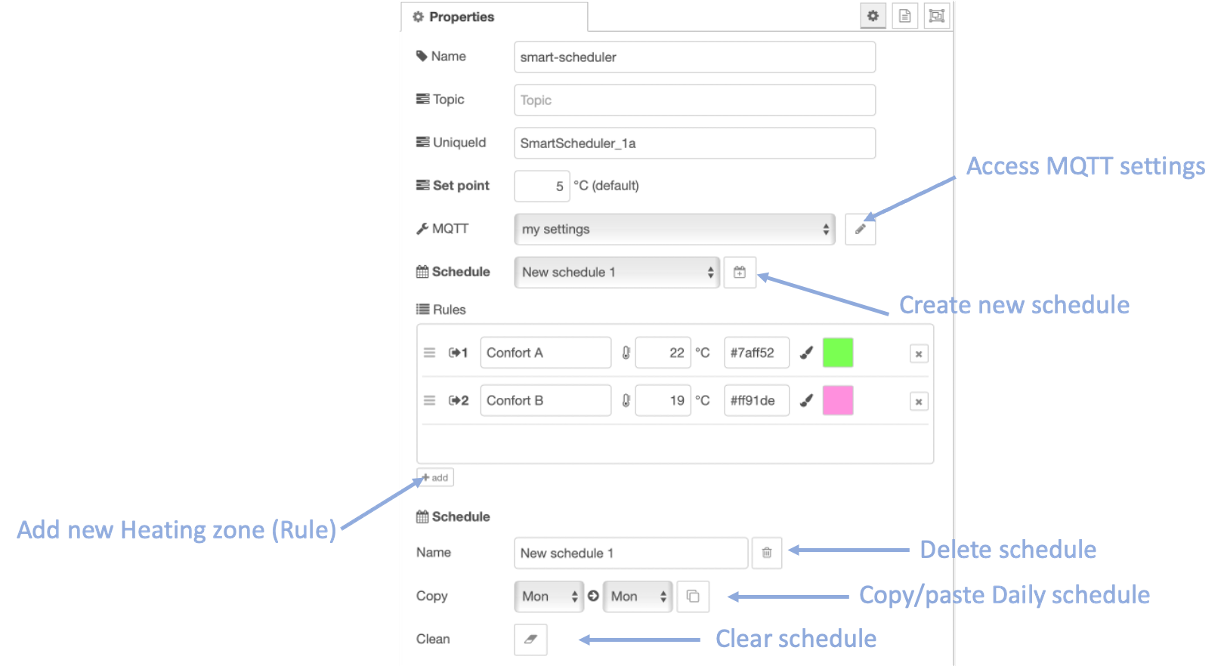 Properties
Name smart-scheduler
Topic Topic
UniqueId SmartScheduler_1a
Access MQTT settings
Set point 5 °C (default)
MQTT my settings
Schedule New schedule 1
Create new schedule
Rules
1 Confort A 22 °C #7aff52
2 Confort B 19 °C #ff91de
add
Schedule
Add new Heating zone (Rule)
Name New schedule 1
Delete schedule
Copy Mon Mon
Copy/paste Daily schedule
Clean
Clear schedule